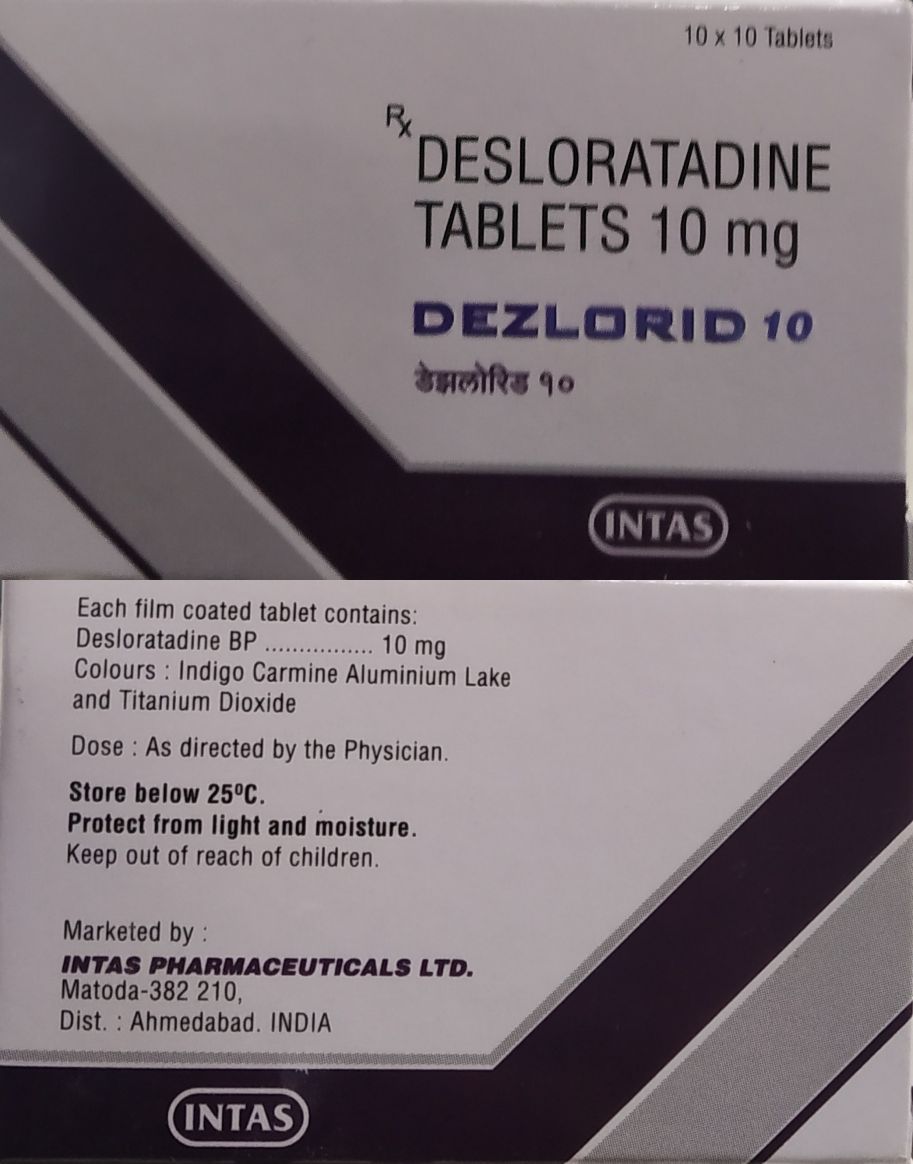 10 x 10 Tablets
Rx
DESLORATADINE
TABLETS 10 mg
DEZLORID 10
डेझलोरिड १०
INTAS
Each film coated tablet contains:
Desloratadine BP ................ 10 mg
Colours : Indigo Carmine Aluminium Lake
and Titanium Dioxide
Dose : As directed by the Physician.
Store below 25ºC.
Protect from light and moisture.
Keep out of reach of children.
Marketed by :
INTAS PHARMACEUTICALS LTD.
Matoda-382 210,
Dist. : Ahmedabad. INDIA
INTAS